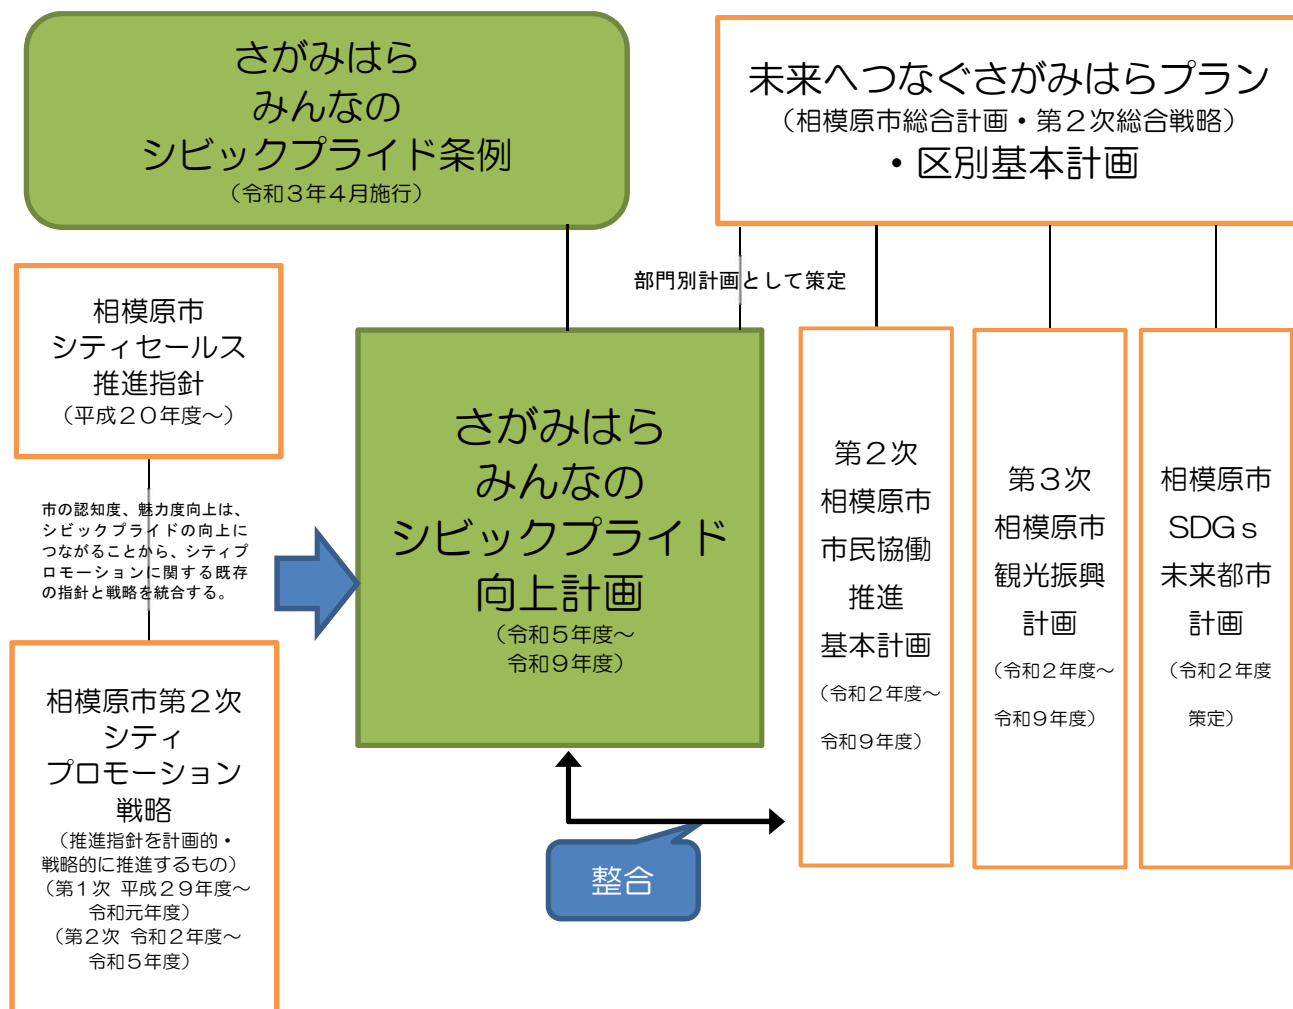 さがみはら
みんなの
シビックプライド条例
（令和３年４月施行）
未来へつなぐさがみはらプラン
（相模原市総合計画・第２次総合戦略）
・区別基本計画
部門別計画として策定
相模原市
シティセールス
推進指針
（平成２０年度～）
市の認知度、魅力度向上は、
シビックプライドの向上に
つながることから、シティプ
ロモーションに関する既存
の指針と戦略を統合する。
相模原市第２次
シティ
プロモーション
戦略
（推進指針を計画的・
戦略的に推進するもの）
（第１次 平成２９年度～
令和元年度）
（第２次 令和２年度～
令和５年度）
さがみはら
みんなの
シビックプライド
向上計画
（令和５年度～
令和９年度）
整合
第２次
相模原市
市民協働
推進
基本計画
（令和２年度～
令和９年度）
第３次
相模原市
観光振興
計画
（令和２年度～
令和９年度）
相模原市
SDGｓ
未来都市
計画
（令和２年度
策定）